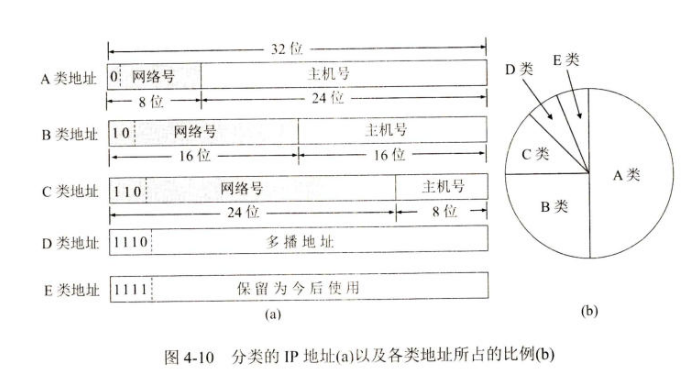 32 位
A 类地址 0 网络号 主机号
8 位 24 位
B 类地址 10 网络号 主机号
16 位 16 位
C 类地址 110 网络号 主机号
24 位 8 位
D 类地址 1110 多播地址
E 类地址 1111 保留为今后使用
(a)
D 类 E 类
C 类
A 类
B 类
(b)
图 4-10 分类的 IP 地址(a)以及各类地址所占的比例(b)